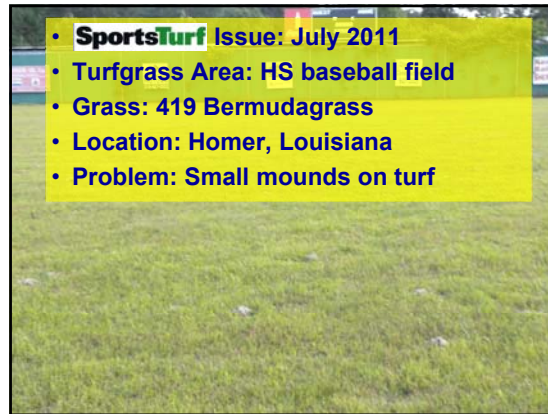 • SportsTurf Issue: July 2011
• Turfgrass Area: HS baseball field
• Grass: 419 Bermudagrass
• Location: Homer, Louisiana
• Problem: Small mounds on turf